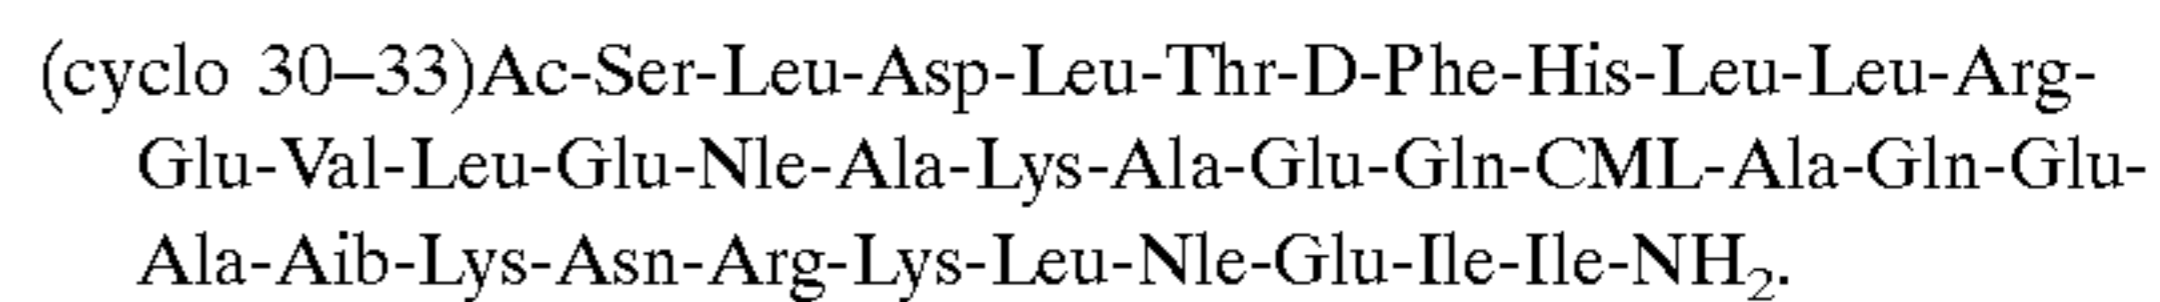 (cyclo 30–33)Ac-Ser-Leu-Asp-Leu-Thr-D-Phe-His-Leu-Leu-Arg-
Glu-Val-Leu-Glu-Nle-Ala-Lys-Ala-Glu-Gln-CML-Ala-Gln-Glu-
Ala-Aib-Lys-Asn-Arg-Lys-Leu-Nle-Glu-Ile-Ile-NH₂.